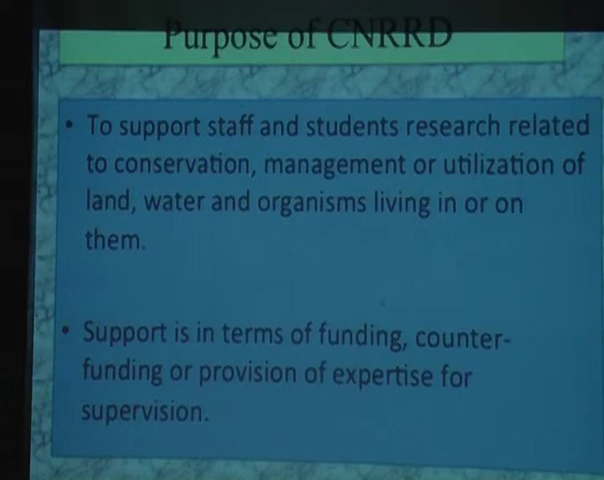 Purpose of CNRRD
• To support staff and students research related
to conservation, management or utilization of
land, water and organisms living in or on
them.
• Support is in terms of funding, counter-
funding or provision of expertise for
supervision.